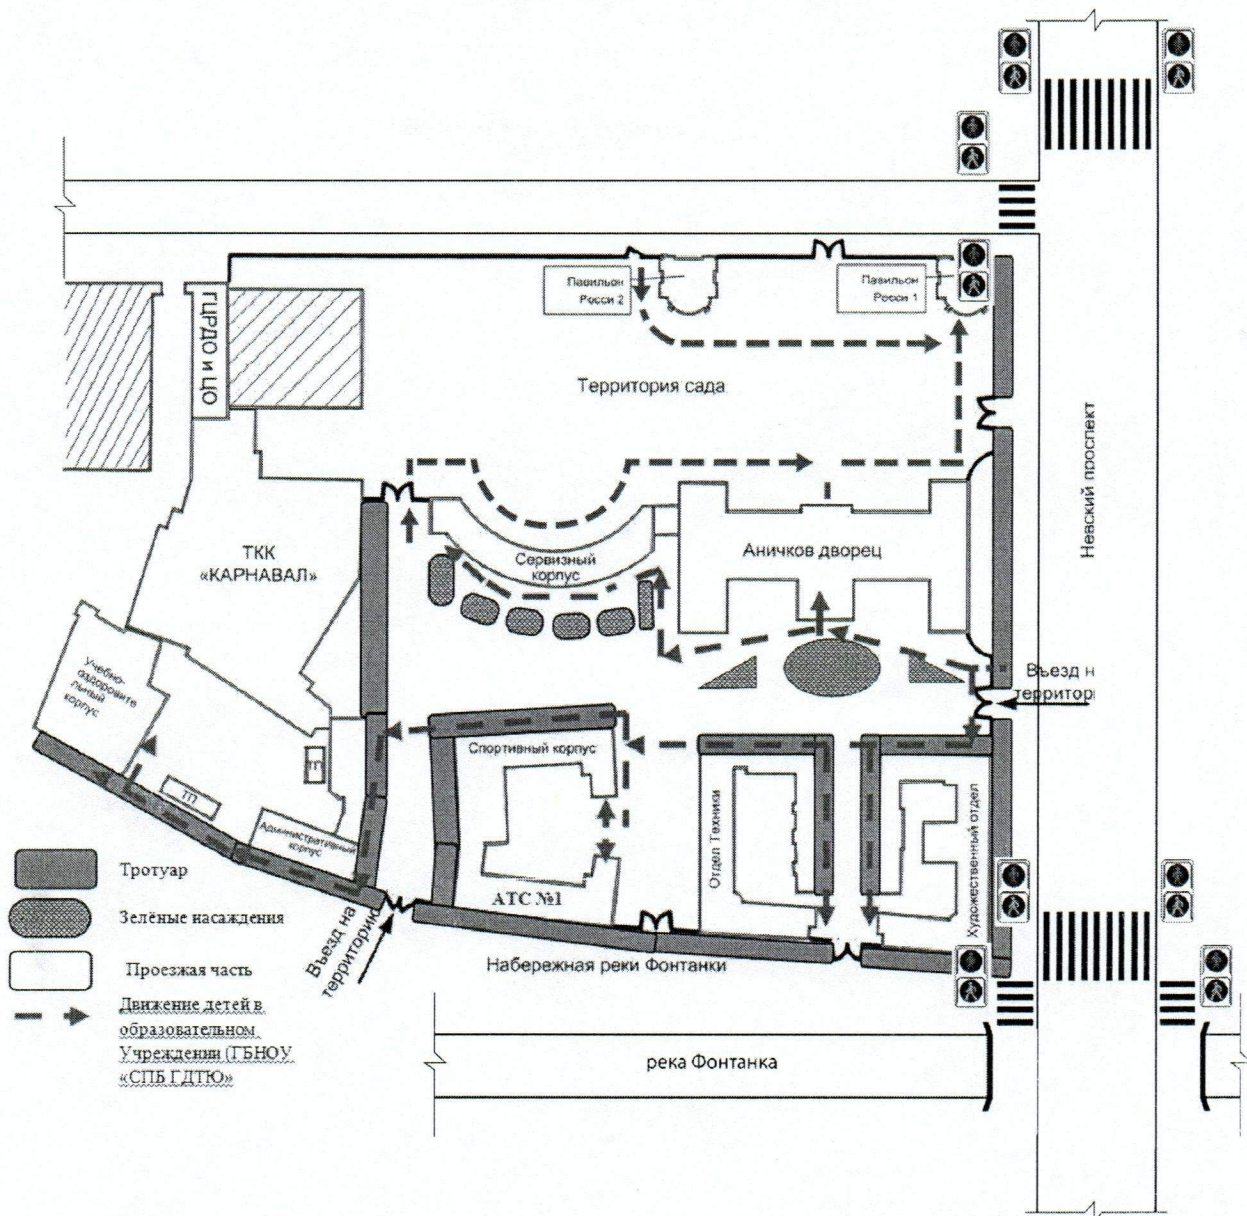 Павильон
Росси 2
Павильон
Росси 1
ГЦРДО и ЦО
Территория сада
Невский проспект
ТКК
«КАРНАВАЛ»
Сервизный
корпус
Аничков дворец
Учебно-
оздоровите
льный
корпус
Въезд н
территорі
Спортивный корпус
ТП
ТП
Административный
корпус
Отдел Техники
Художественный отдел
АТС №1
Тротуар
Зелёные насаждения
Проезжая часть
Движение детей в
образовательном
Учреждении (ГБНОУ
«СПБ ГДТЮ»
Въезд на
территорию
Набережная реки Фонтанки
река Фонтанка